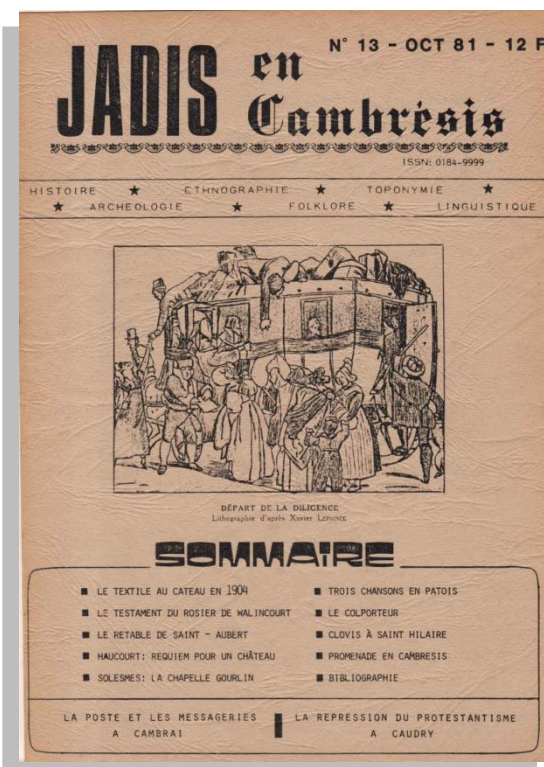 N° 13 - OCT 81 - 12 F
JADIS en
Cambrésis
ISSN: 0184-9999
HISTOIRE ★ ETHNOGRAPHIE ★ TOPONYMIE ★
★ ARCHEOLOGIE ★ FOLKLORE ★ LINGUISTIQUE
DÉPART DE LA DILIGENCE
Lithographie d'après Xavier LEPRINCE
SOMMAIRE
■ LE TEXTILE AU CATEAU EN 1904
■ LE TESTAMENT DU ROSIER DE WALINCOURT
■ LE RETABLE DE SAINT - AUBERT
■ HAUCOURT: REQUIEM POUR UN CHÂTEAU
■ SOLESMES: LA CHAPELLE GOURLIN
■ TROIS CHANSONS EN PATOIS
■ LE COLPORTEUR
■ CLOVIS À SAINT HILAIRE
■ PROMENADE EN CAMBRESIS
■ BIBLIOGRAPHIE
LA POSTE ET LES MESSAGERIES
A CAMBRAI
LA REPRESSION DU PROTESTANTISME
A CAUDRY